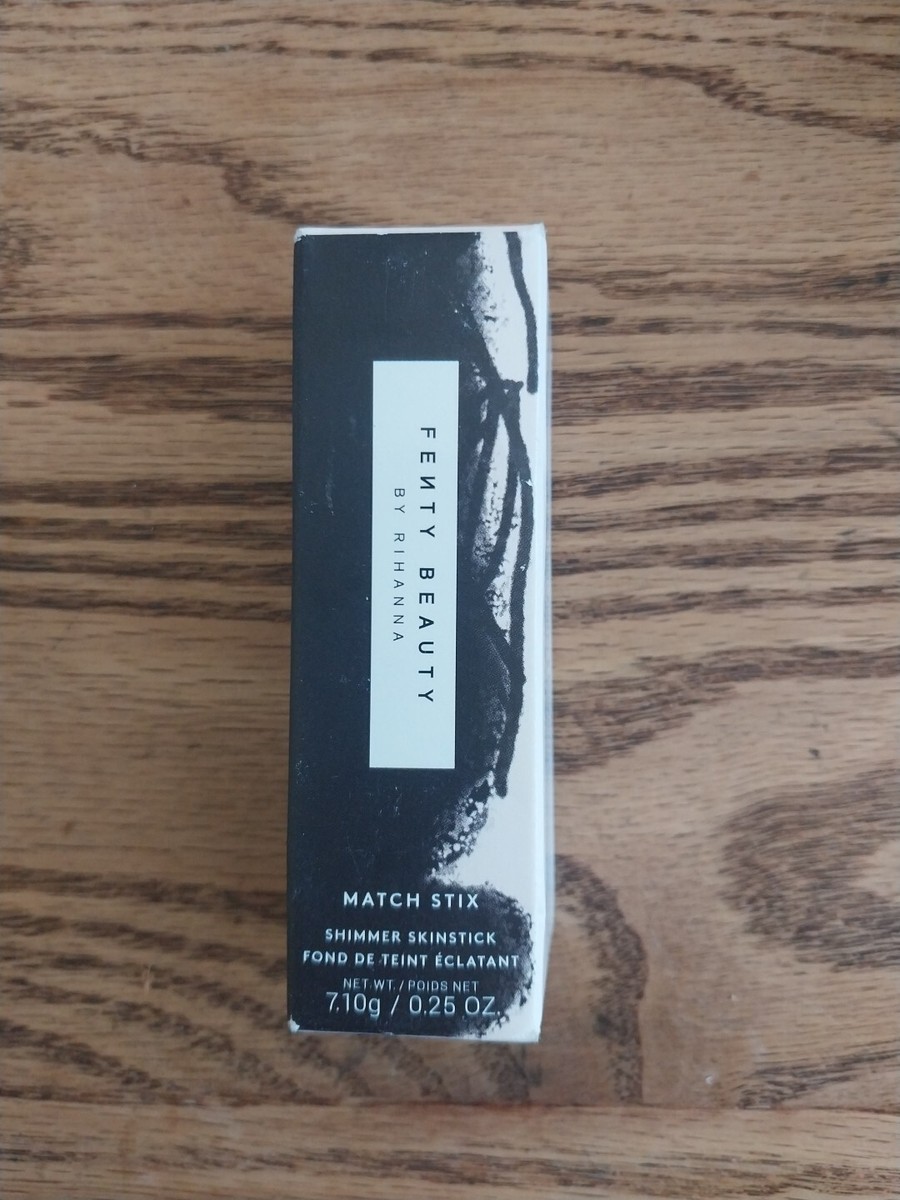 FENTY BEAUTY
BY RIHANNA
MATCH STIX
SHIMMER SKINSTICK
FOND DE TEINT ÉCLATANT
NET WT. / POIDS NET
7.10g / 0.25 OZ.